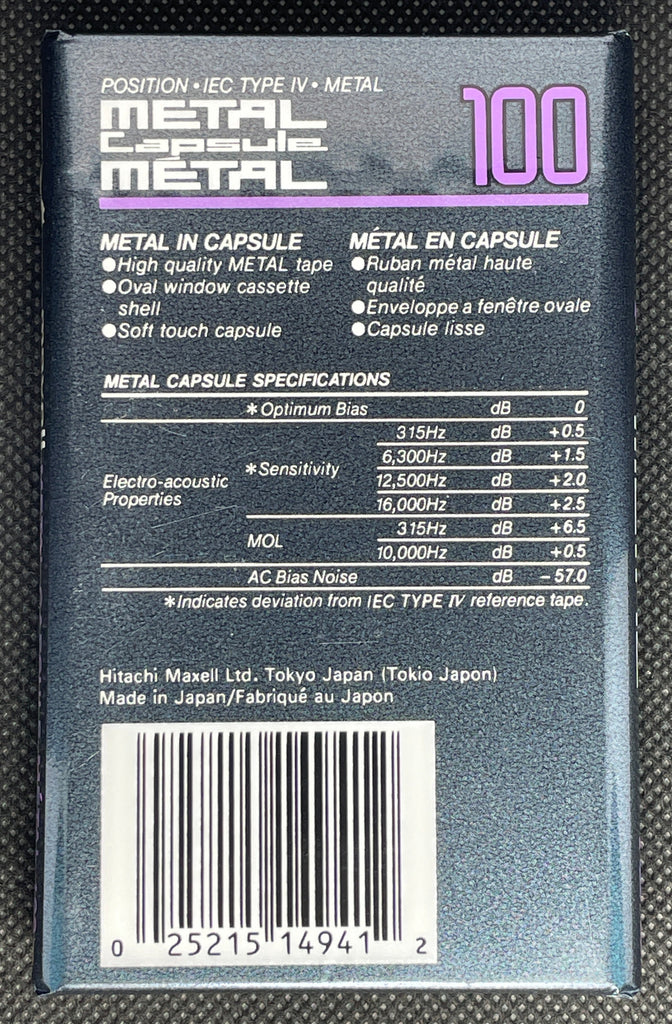 POSITION • IEC TYPE IV • METAL
METAL
Capsule
MÉTAL
100
METAL IN CAPSULE
●High quality METAL tape
●Oval window cassette
shell
●Soft touch capsule
MÉTAL EN CAPSULE
●Ruban métal haute
qualité
●Enveloppe a fenêtre ovale
●Capsule lisse
METAL CAPSULE SPECIFICATIONS
*Optimum Bias dB 0
Electro-acoustic
Properties
*Sensitivity
315Hz dB +0.5
6,300Hz dB +1.5
12,500Hz dB +2.0
16,000Hz dB +2.5
MOL
315Hz dB +6.5
10,000Hz dB +0.5
AC Bias Noise dB −57.0
*Indicates deviation from IEC TYPE IV reference tape.
Hitachi Maxell Ltd. Tokyo Japan (Tokio Japon)
Made in Japan/Fabriqué au Japon
0 25215 14941 2